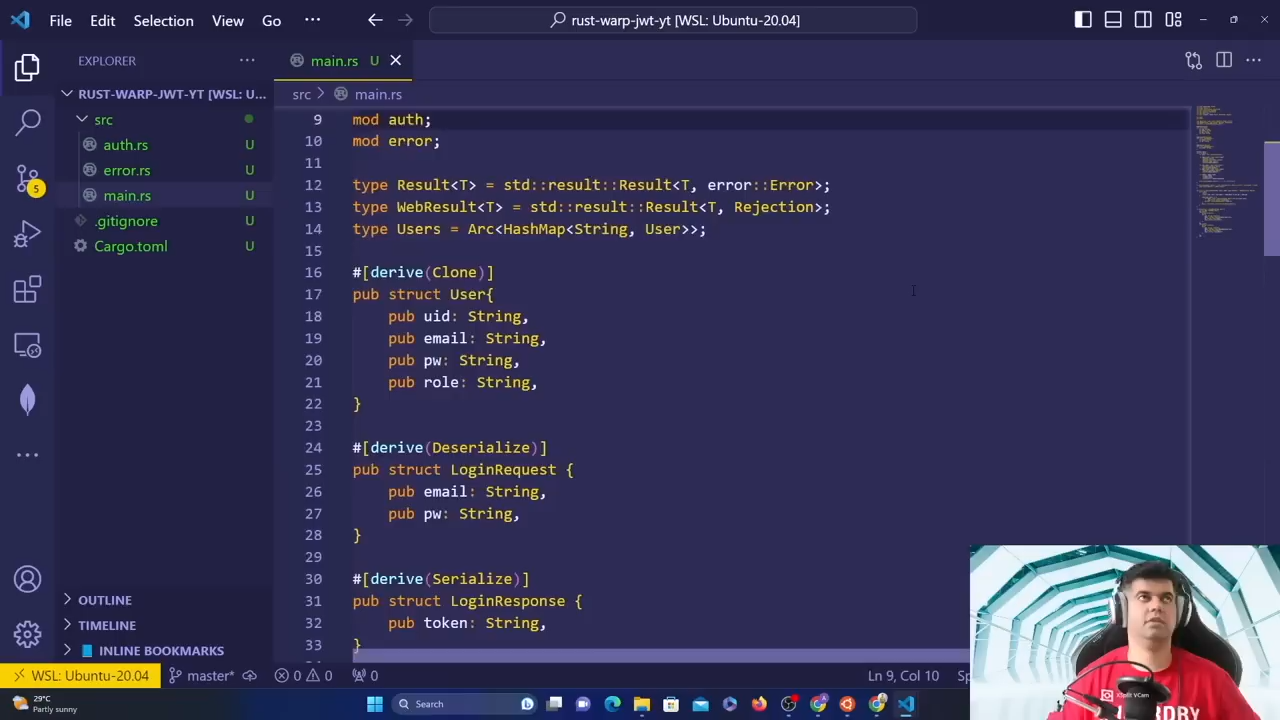 File Edit Selection View Go ··· rust-warp-jwt-yt [WSL: Ubuntu-20.04]
EXPLORER ···
main.rs U
RUST-WARP-JWT-YT [WSL: U...
src > main.rs
src
auth.rs U
error.rs U
main.rs U
.gitignore U
Cargo.toml U
5
9 mod auth;
10 mod error;
11
12 type Result<T> = std::result::Result<T, error::Error>;
13 type WebResult<T>= std::result::Result<T, Rejection>;
14 type Users = Arc<HashMap<String, User>>;
15
16 #[derive(Clone)]
17 pub struct User{
18 pub uid: String,
19 pub email: String,
20 pub pw: String,
21 pub role: String,
22 }
23
24 #[derive(Deserialize)]
25 pub struct LoginRequest {
26 pub email: String,
27 pub pw: String,
28 }
29
30 #[derive(Serialize)]
31 pub struct LoginResponse {
32 pub token: String,
33 }
OUTLINE
TIMELINE
INLINE BOOKMARKS
WSL: Ubuntu-20.04 master* 0 0 0 Ln 9, Col 10
29°C
Partly sunny
Search
XSplit VCam